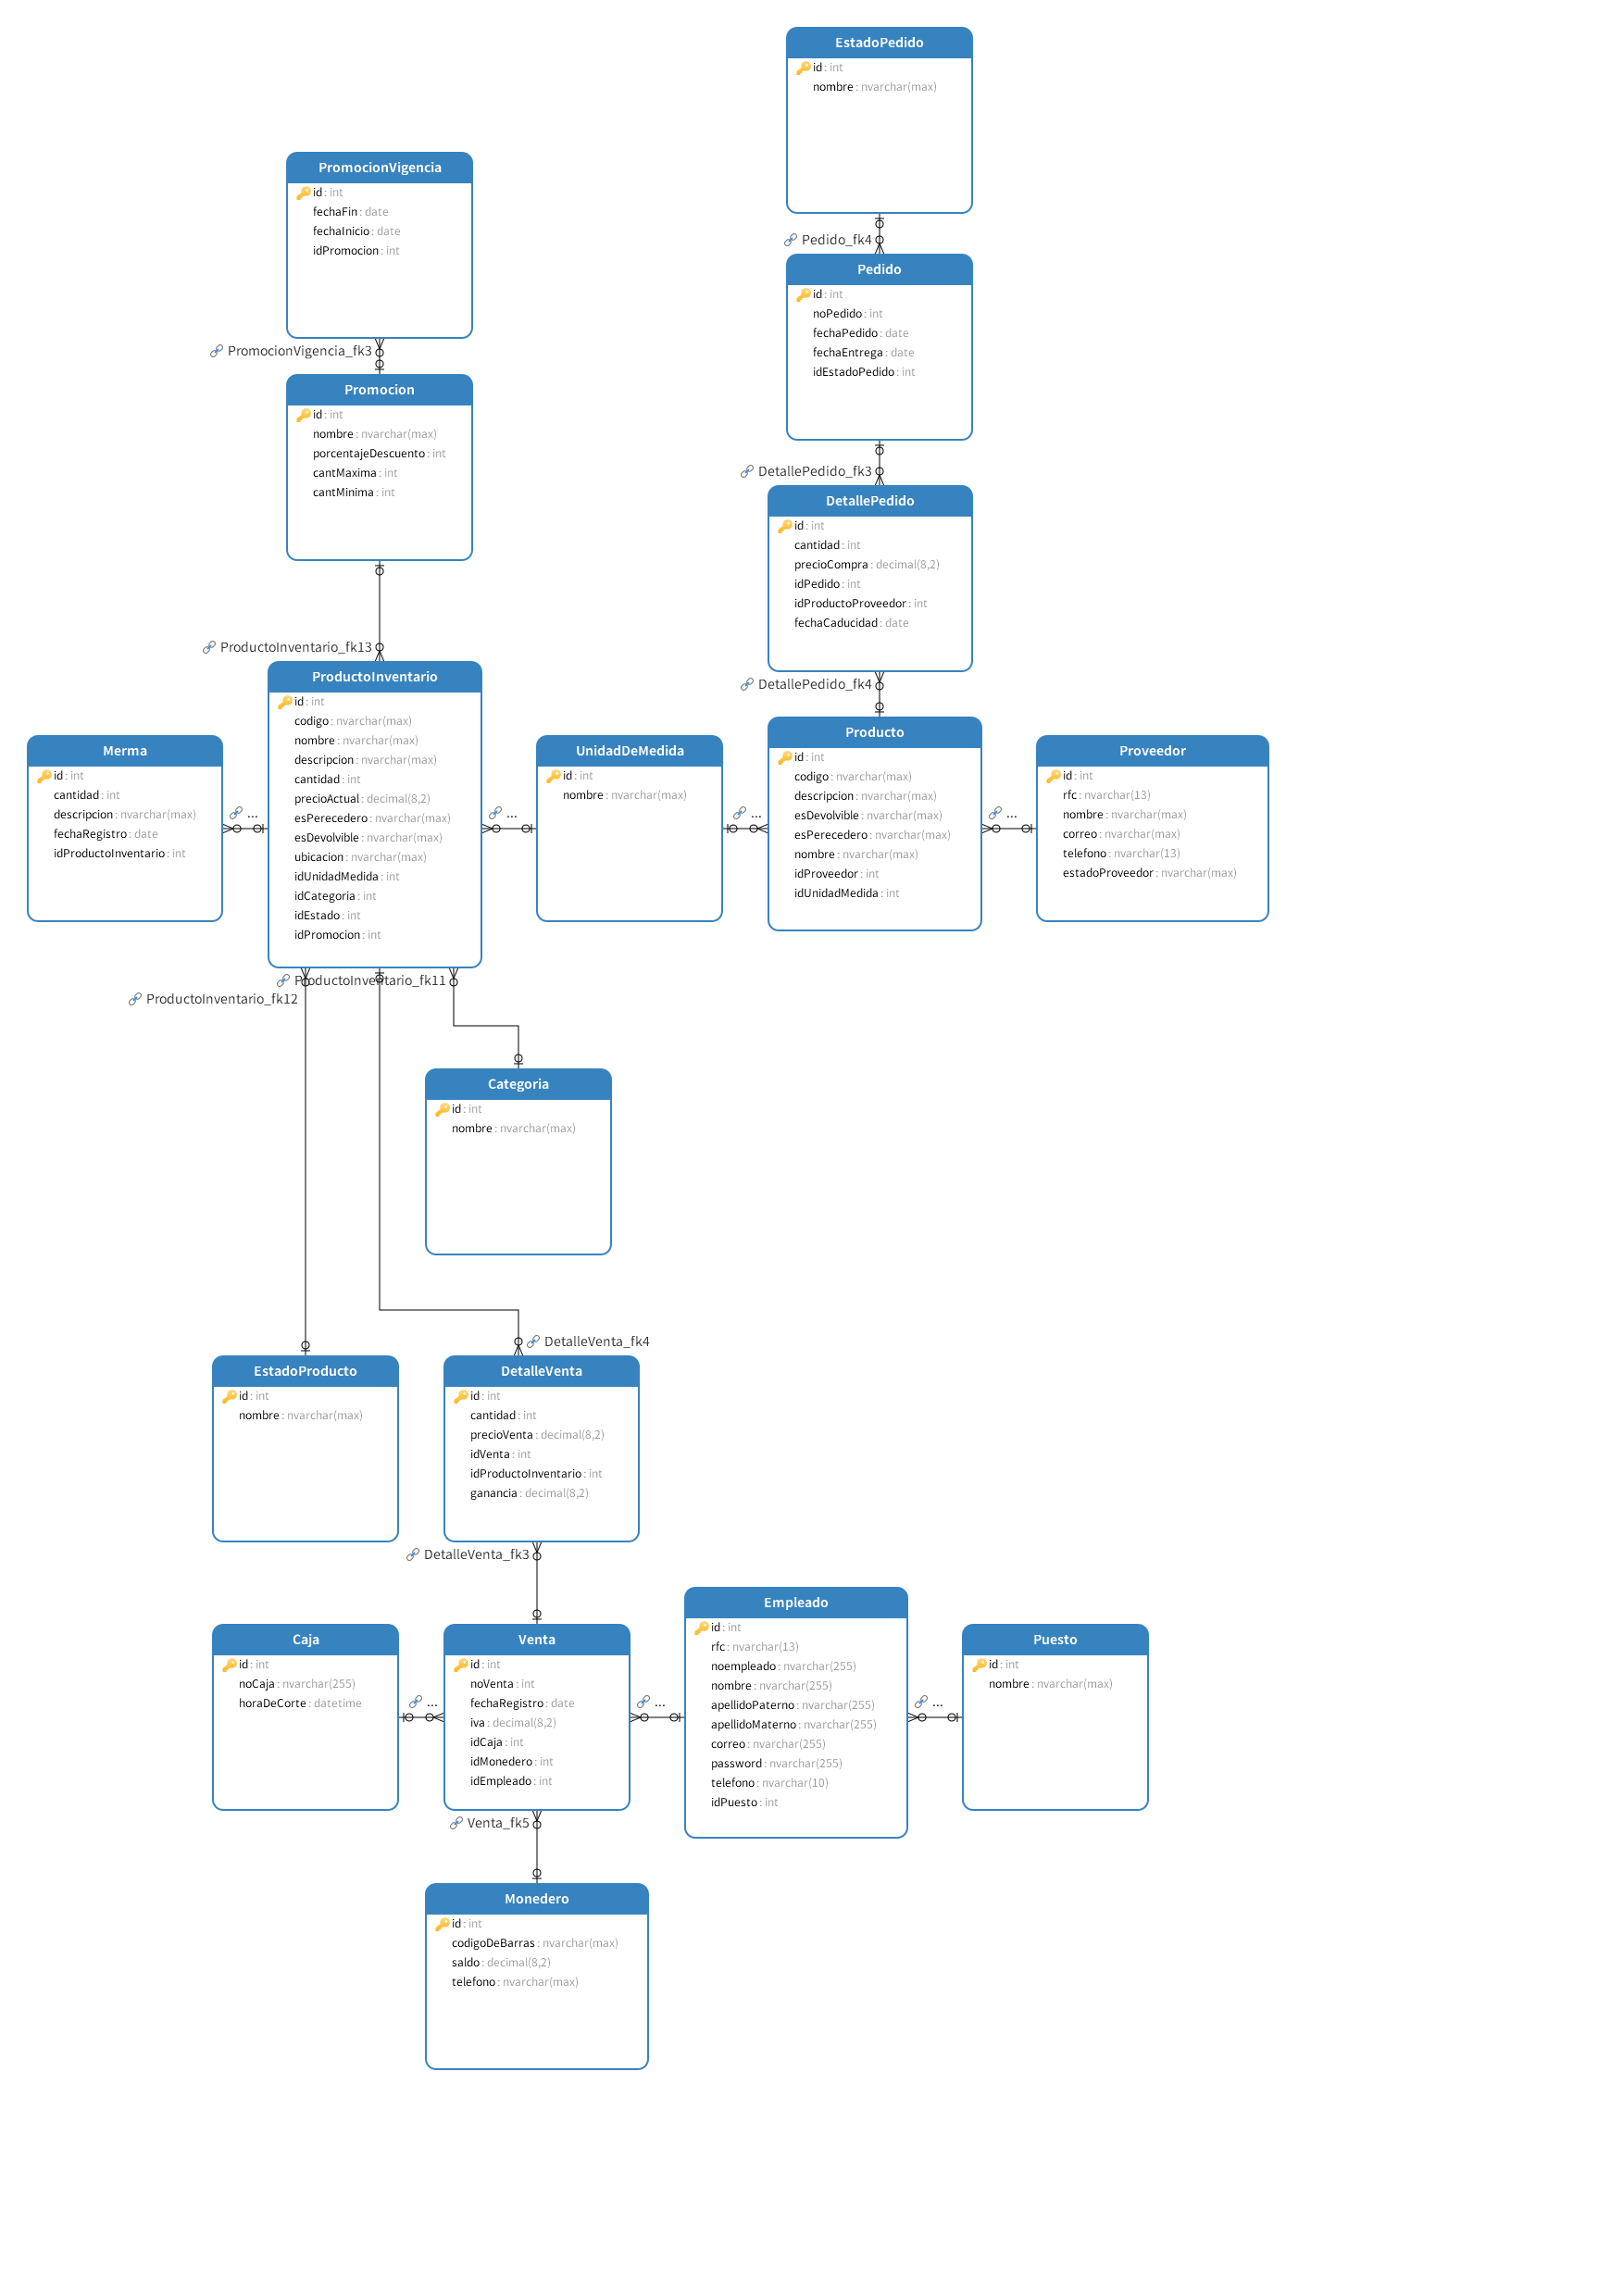 EstadoPedido
id : int
nombre : nvarchar(max)
PromocionVigencia
id : int
fechaFin : date
fechaInicio : date
idPromocion : int
Pedido_fk4
Pedido
id : int
noPedido : int
fechaPedido : date
fechaEntrega : date
idEstadoPedido : int
PromocionVigencia_fk3
Promocion
id : int
nombre : nvarchar(max)
porcentajeDescuento : int
cantMaxima : int
cantMinima : int
DetallePedido_fk3
DetallePedido
id : int
cantidad : int
precioCompra : decimal(8,2)
idPedido : int
idProductoProveedor : int
fechaCaducidad : date
ProductoInventario_fk13
DetallePedido_fk4
ProductoInventario
id : int
codigo : nvarchar(max)
nombre : nvarchar(max)
descripcion : nvarchar(max)
cantidad : int
precioActual : decimal(8,2)
esPerecedero : nvarchar(max)
esDevolvible : nvarchar(max)
ubicacion : nvarchar(max)
idUnidadMedida : int
idCategoria : int
idEstado : int
idPromocion : int
Merma
id : int
cantidad : int
descripcion : nvarchar(max)
fechaRegistro : date
idProductoInventario : int
...
...
UnidadDeMedida
id : int
nombre : nvarchar(max)
...
Producto
id : int
codigo : nvarchar(max)
descripcion : nvarchar(max)
esDevolvible : nvarchar(max)
esPerecedero : nvarchar(max)
nombre : nvarchar(max)
idProveedor : int
idUnidadMedida : int
...
Proveedor
id : int
rfc : nvarchar(13)
nombre : nvarchar(max)
correo : nvarchar(max)
telefono : nvarchar(13)
estadoProveedor : nvarchar(max)
ProductoInventario_fk11
ProductoInventario_fk12
Categoria
id : int
nombre : nvarchar(max)
DetalleVenta_fk4
EstadoProducto
id : int
nombre : nvarchar(max)
DetalleVenta
id : int
cantidad : int
precioVenta : decimal(8,2)
idVenta : int
idProductoInventario : int
ganancia : decimal(8,2)
DetalleVenta_fk3
Caja
id : int
noCaja : nvarchar(255)
horaDeCorte : datetime
...
Venta
id : int
noVenta : int
fechaRegistro : date
iva : decimal(8,2)
idCaja : int
idMonedero : int
idEmpleado : int
...
Empleado
id : int
rfc : nvarchar(13)
noempleado : nvarchar(255)
nombre : nvarchar(255)
apellidoPaterno : nvarchar(255)
apellidoMaterno : nvarchar(255)
correo : nvarchar(255)
password : nvarchar(255)
telefono : nvarchar(10)
idPuesto : int
...
Puesto
id : int
nombre : nvarchar(max)
Venta_fk5
Monedero
id : int
codigoDeBarras : nvarchar(max)
saldo : decimal(8,2)
telefono : nvarchar(max)